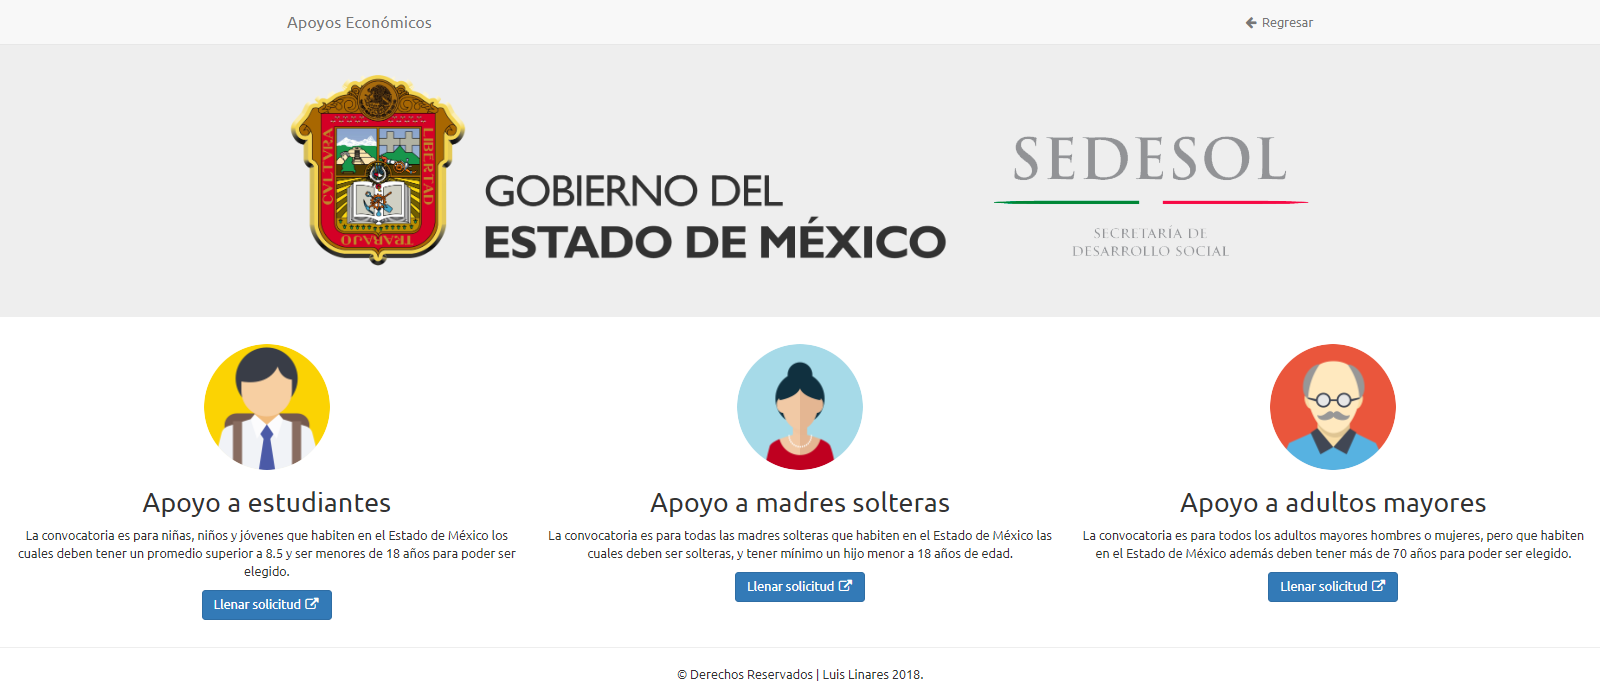 Apoyos Económicos
Regresar
CVLTVRA
LIBERTAD
TRABAJO
GOBIERNO DEL
ESTADO DE MÉXICO
SEDESOL
SECRETARÍA DE
DESARROLLO SOCIAL
Apoyo a estudiantes
La convocatoria es para niñas, niños y jóvenes que habiten en el Estado de México los
cuales deben tener un promedio superior a 8.5 y ser menores de 18 años para poder ser
elegido.
Llenar solicitud
Apoyo a madres solteras
La convocatoria es para todas las madres solteras que habiten en el Estado de México las
cuales deben ser solteras, y tener mínimo un hijo menor a 18 años de edad.
Llenar solicitud
Apoyo a adultos mayores
La convocatoria es para todos los adultos mayores hombres o mujeres, pero que habiten
en el Estado de México además deben tener más de 70 años para poder ser elegido.
Llenar solicitud
© Derechos Reservados | Luis Linares 2018.